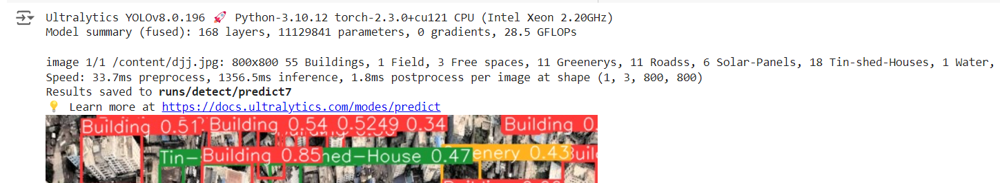 Ultralytics YOLOv8.0.196 🚀 Python-3.10.12 torch-2.3.0+cu121 CPU (Intel Xeon 2.20GHz)
Model summary (fused): 168 layers, 11129841 parameters, 0 gradients, 28.5 GFLOPs
image 1/1 /content/djj.jpg: 800x800 55 Buildings, 1 Field, 3 Free spaces, 11 Greenerys, 11 Roadss, 6 Solar-Panels, 18 Tin-shed-Houses, 1 Water,
Speed: 33.7ms preprocess, 1356.5ms inference, 1.8ms postprocess per image at shape (1, 3, 800, 800)
Results saved to runs/detect/predict7
💡 Learn more at https://docs.ultralytics.com/modes/predict
Building 0.51 Building 0.54 0.5249 0.34 Building 0.
Tin- Building 0.85 hed-House 0.47 enery 0.43 Buil